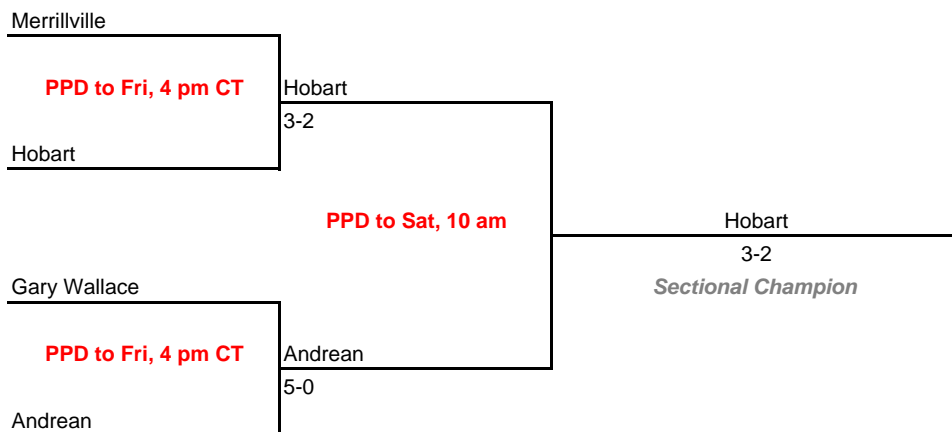 Merrillville
PPD to Fri, 4 pm CT
Hobart
3-2
Hobart
PPD to Sat, 10 am
Hobart
3-2
Sectional Champion
Gary Wallace
PPD to Fri, 4 pm CT
Andrean
5-0
Andrean